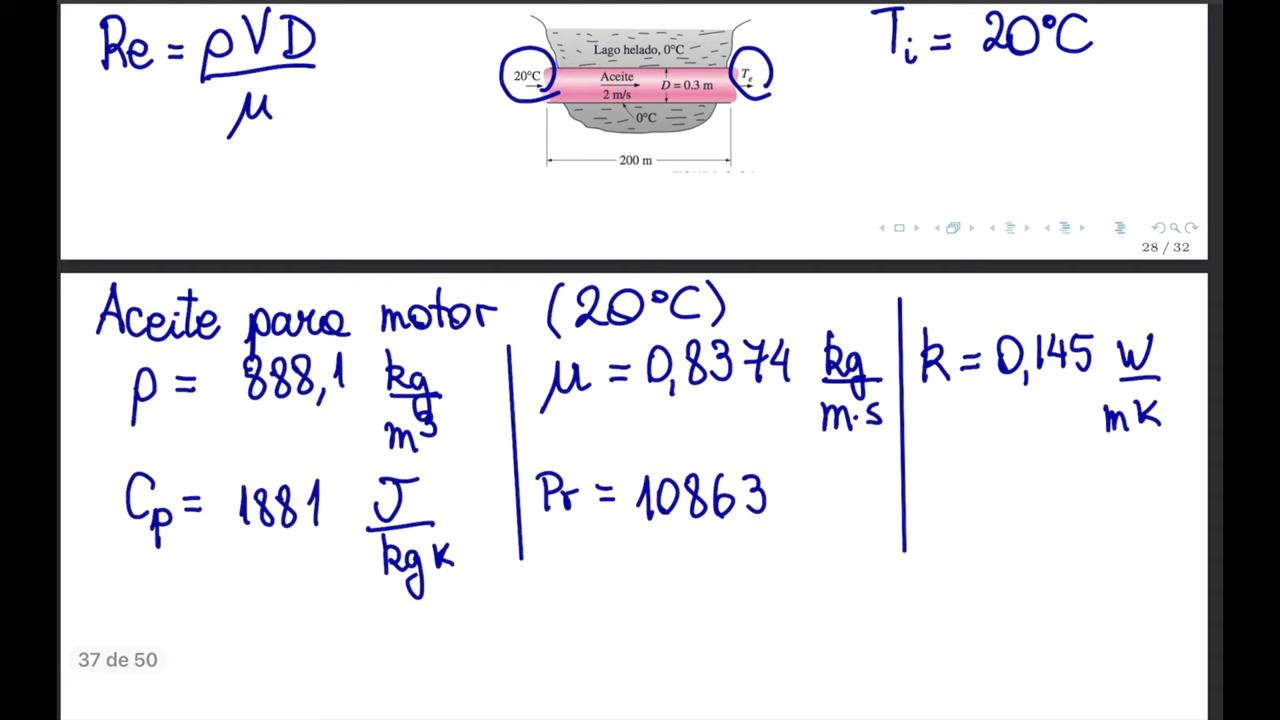 Re = ρVD / μ
Lago helado, 0°C
20°C
Aceite
2 m/s
D = 0.3 m
Te
0°C
200 m
Ti = 20°C
28 / 32
Aceite para motor (20°C)
ρ = 888,1 kg/m³
μ = 0,8374 kg/m·s
k = 0,145 W/mK
Cp = 1881 J/kgK
Pr = 10863
37 de 50